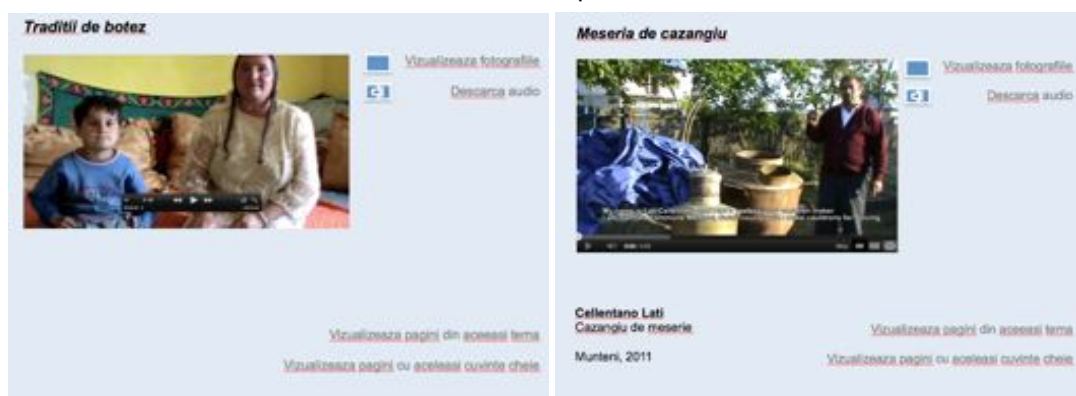 Traditii de botez
Vizualizeaza fotografiile
Descarca audio
Vizualizeaza pagini din aceeasi tema
Vizualizeaza pagini cu aceleasi cuvinte cheie
Meseria de cazangiu
Vizualizeaza fotografiile
Descarca audio
Cellentano Lati
Cazangiu de meserie
Munteni, 2011
Vizualizeaza pagini din aceeasi tema
Vizualizeaza pagini cu aceleasi cuvinte cheie